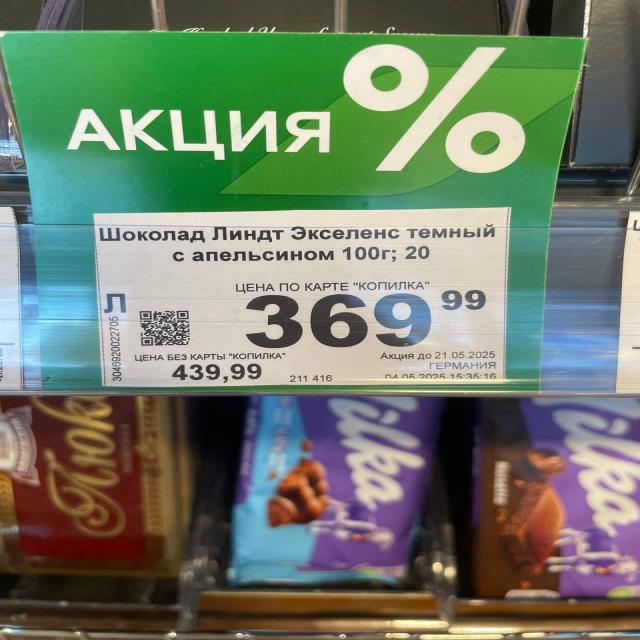 АКЦИЯ %
Шоколад Линдт Экселенс темный
с апельсином 100г; 20
ЦЕНА ПО КАРТЕ "КОПИЛКА"
Л
369 99
3046920022705
ЦЕНА БЕЗ КАРТЫ "КОПИЛКА"
439,99
211 416
Акция до 21.05.2025
ГЕРМАНИЯ
04.05.2025 15:35:16
Люкс
Milka
Milka